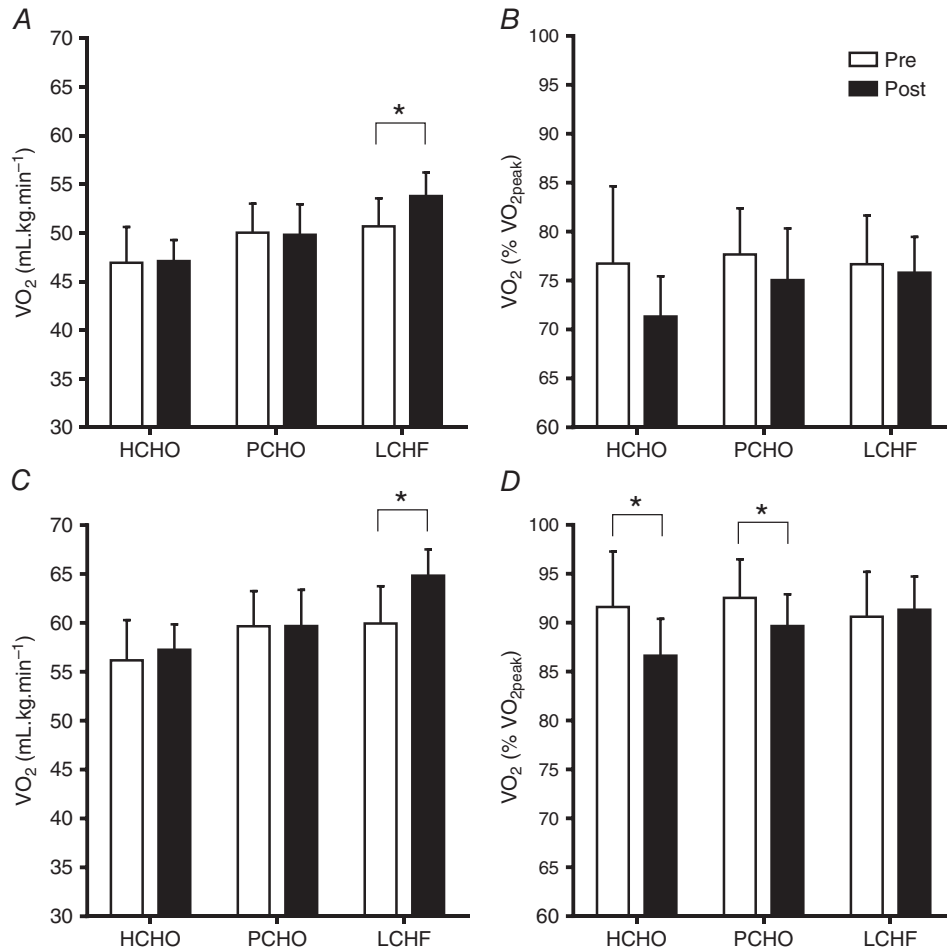 A
70
65
60
55
50
45
40
35
30
VO2 (mL.kg.min−1)
*
HCHO PCHO LCHF
B
100
95
90
85
80
75
70
65
60
VO2 (% VO2peak)
Pre
Post
HCHO PCHO LCHF
C
70
65
60
55
50
45
40
35
30
VO2 (mL.kg.min−1)
*
HCHO PCHO LCHF
D
100
95
90
85
80
75
70
65
60
VO2 (% VO2peak)
* *
HCHO PCHO LCHF